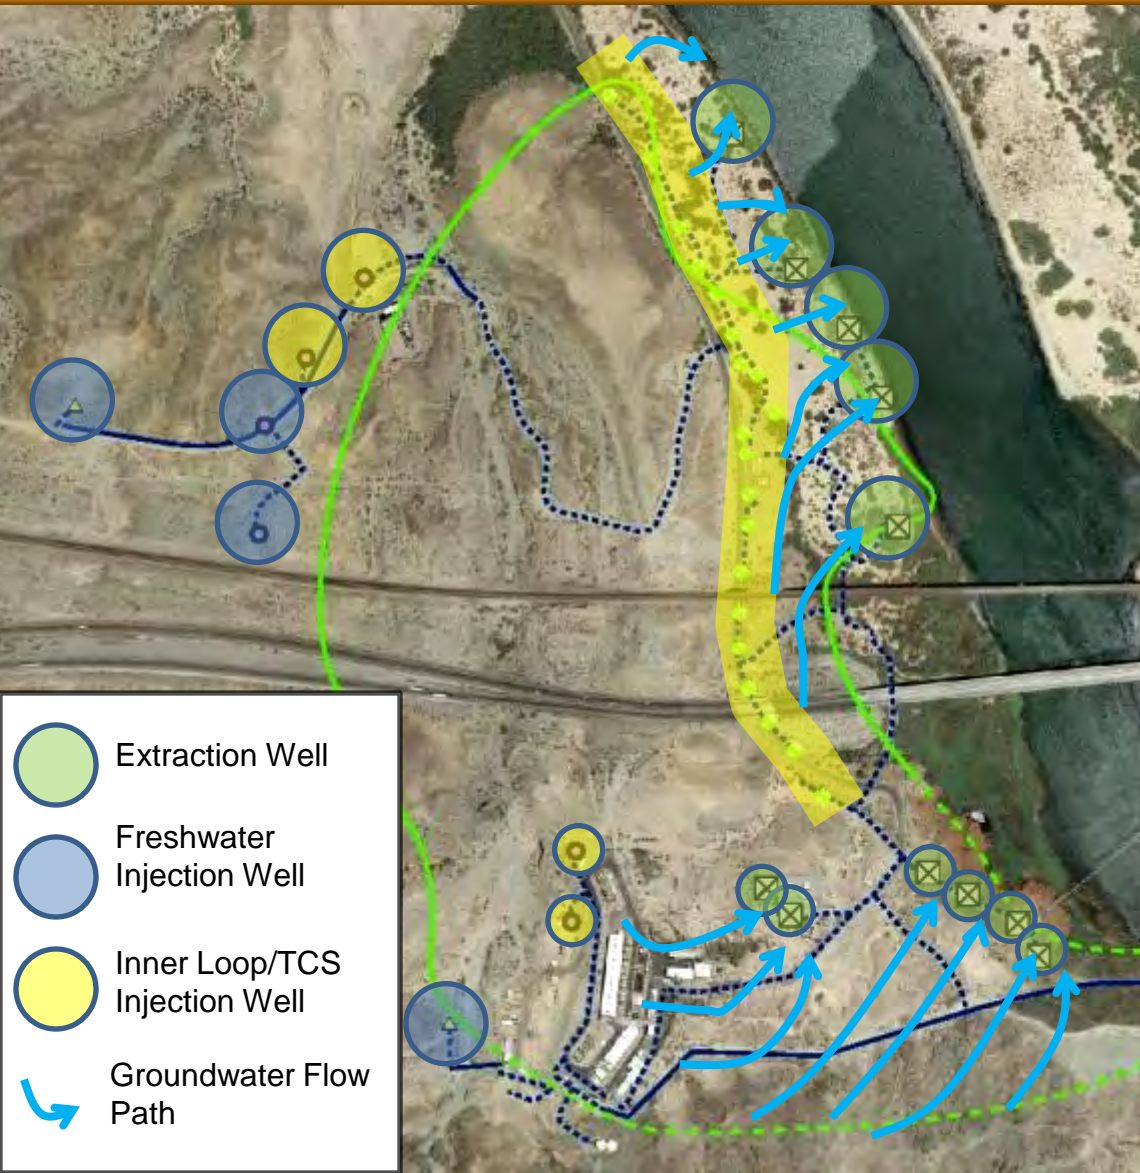 Extraction Well
Freshwater
Injection Well
Inner Loop/TCS
Injection Well
Groundwater Flow
Path